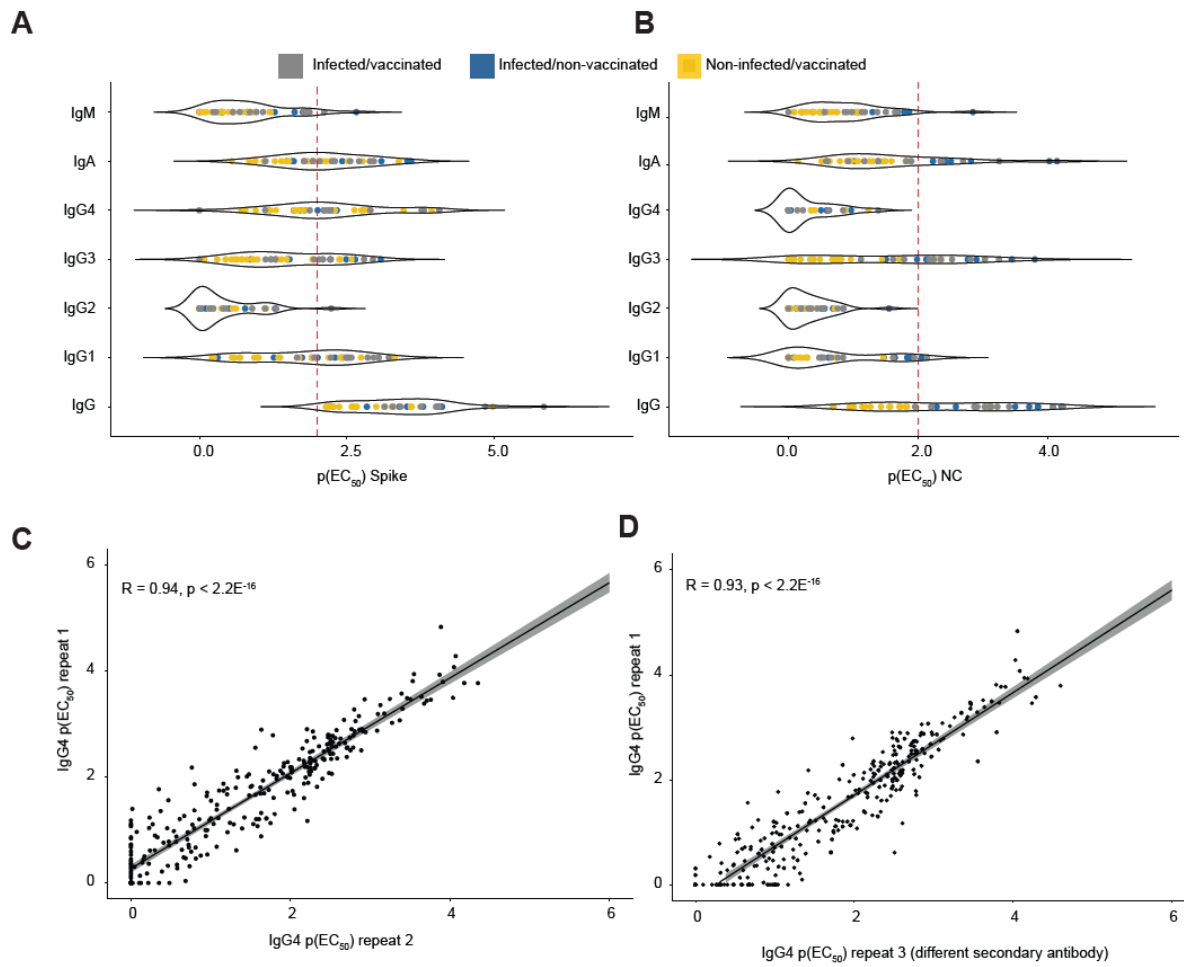 A
B
Infected/vaccinated Infected/non-vaccinated Non-infected/vaccinated
IgM
IgA
IgG4
IgG3
IgG2
IgG1
IgG
0.0 2.5 5.0
p(EC50) Spike
IgM
IgA
IgG4
IgG3
IgG2
IgG1
IgG
0.0 2.0 4.0
p(EC50) NC
C
R = 0.94, p < 2.2E-16
IgG4 p(EC50) repeat 1
6
4
2
0
0 2 4 6
IgG4 p(EC50) repeat 2
D
R = 0.93, p < 2.2E-16
IgG4 p(EC50) repeat 1
6
4
2
0
0 2 4 6
IgG4 p(EC50) repeat 3 (different secondary antibody)